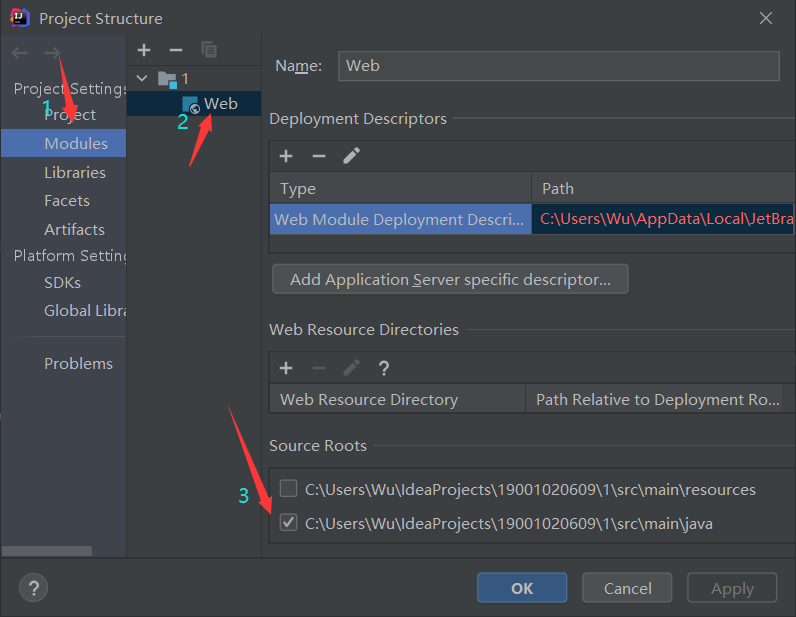 Project Structure
Project Settings
1
Project
Modules
Libraries
Facets
Artifacts
Platform Setting
SDKs
Global Libra
Problems
1
Web
2
Name: Web
Deployment Descriptors
Type Path
Web Module Deployment Descri... C:\Users\Wu\AppData\Local\JetBra
Add Application Server specific descriptor...
Web Resource Directories
?
Web Resource Directory Path Relative to Deployment Ro...
Source Roots
C:\Users\Wu\IdeaProjects\19001020609\1\src\main\resources
3
C:\Users\Wu\IdeaProjects\19001020609\1\src\main\java
? OK Cancel Apply